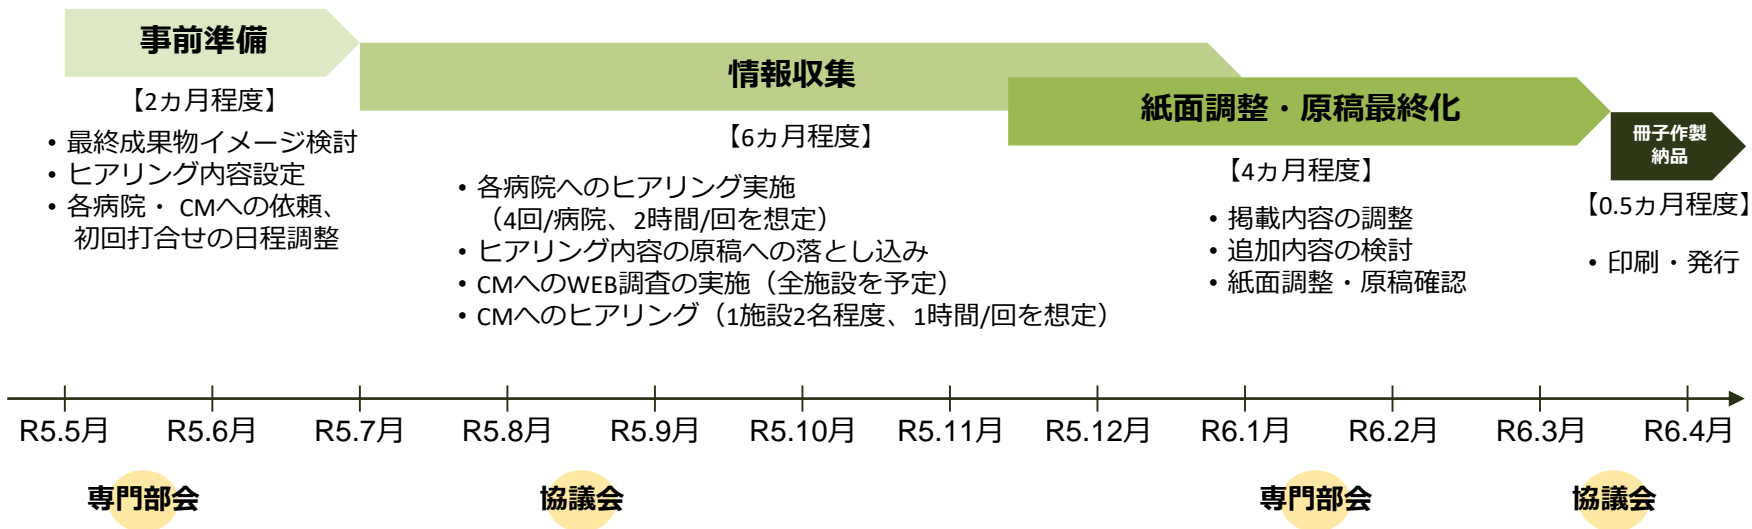 事前準備
【2ヵ月程度】
• 最終成果物イメージ検討
• ヒアリング内容設定
• 各病院・ CMへの依頼、
初回打合せの日程調整
情報収集
【6ヵ月程度】
• 各病院へのヒアリング実施
（4回/病院、2時間/回を想定）
• ヒアリング内容の原稿への落とし込み
• CMへのWEB調査の実施（全施設を予定）
• CMへのヒアリング（1施設2名程度、1時間/回を想定）
紙面調整・原稿最終化
【4ヵ月程度】
• 掲載内容の調整
• 追加内容の検討
• 紙面調整・原稿確認
冊子作製
納品
【0.5ヵ月程度】
• 印刷・発行
R5.5月 R5.6月 R5.7月 R5.8月 R5.9月 R5.10月 R5.11月 R5.12月 R6.1月 R6.2月 R6.3月 R6.4月
専門部会 協議会 専門部会 協議会